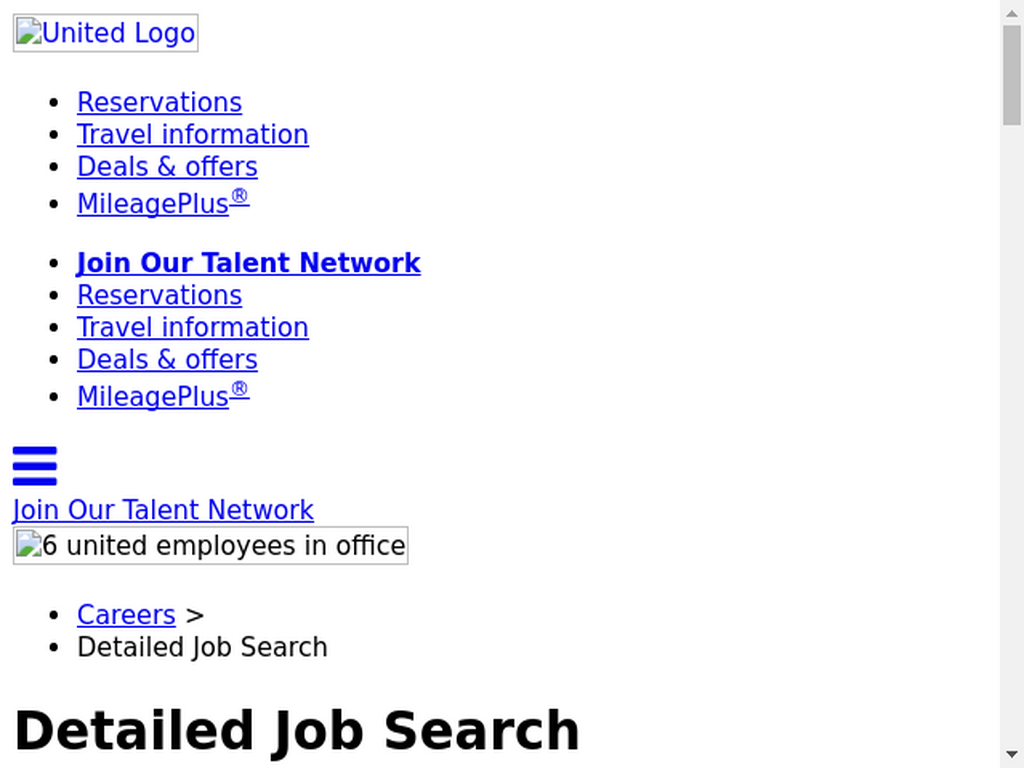 United Logo
Reservations
Travel information
Deals & offers
MileagePlus®
Join Our Talent Network
Reservations
Travel information
Deals & offers
MileagePlus®
Join Our Talent Network
6 united employees in office
Careers >
Detailed Job Search
Detailed Job Search